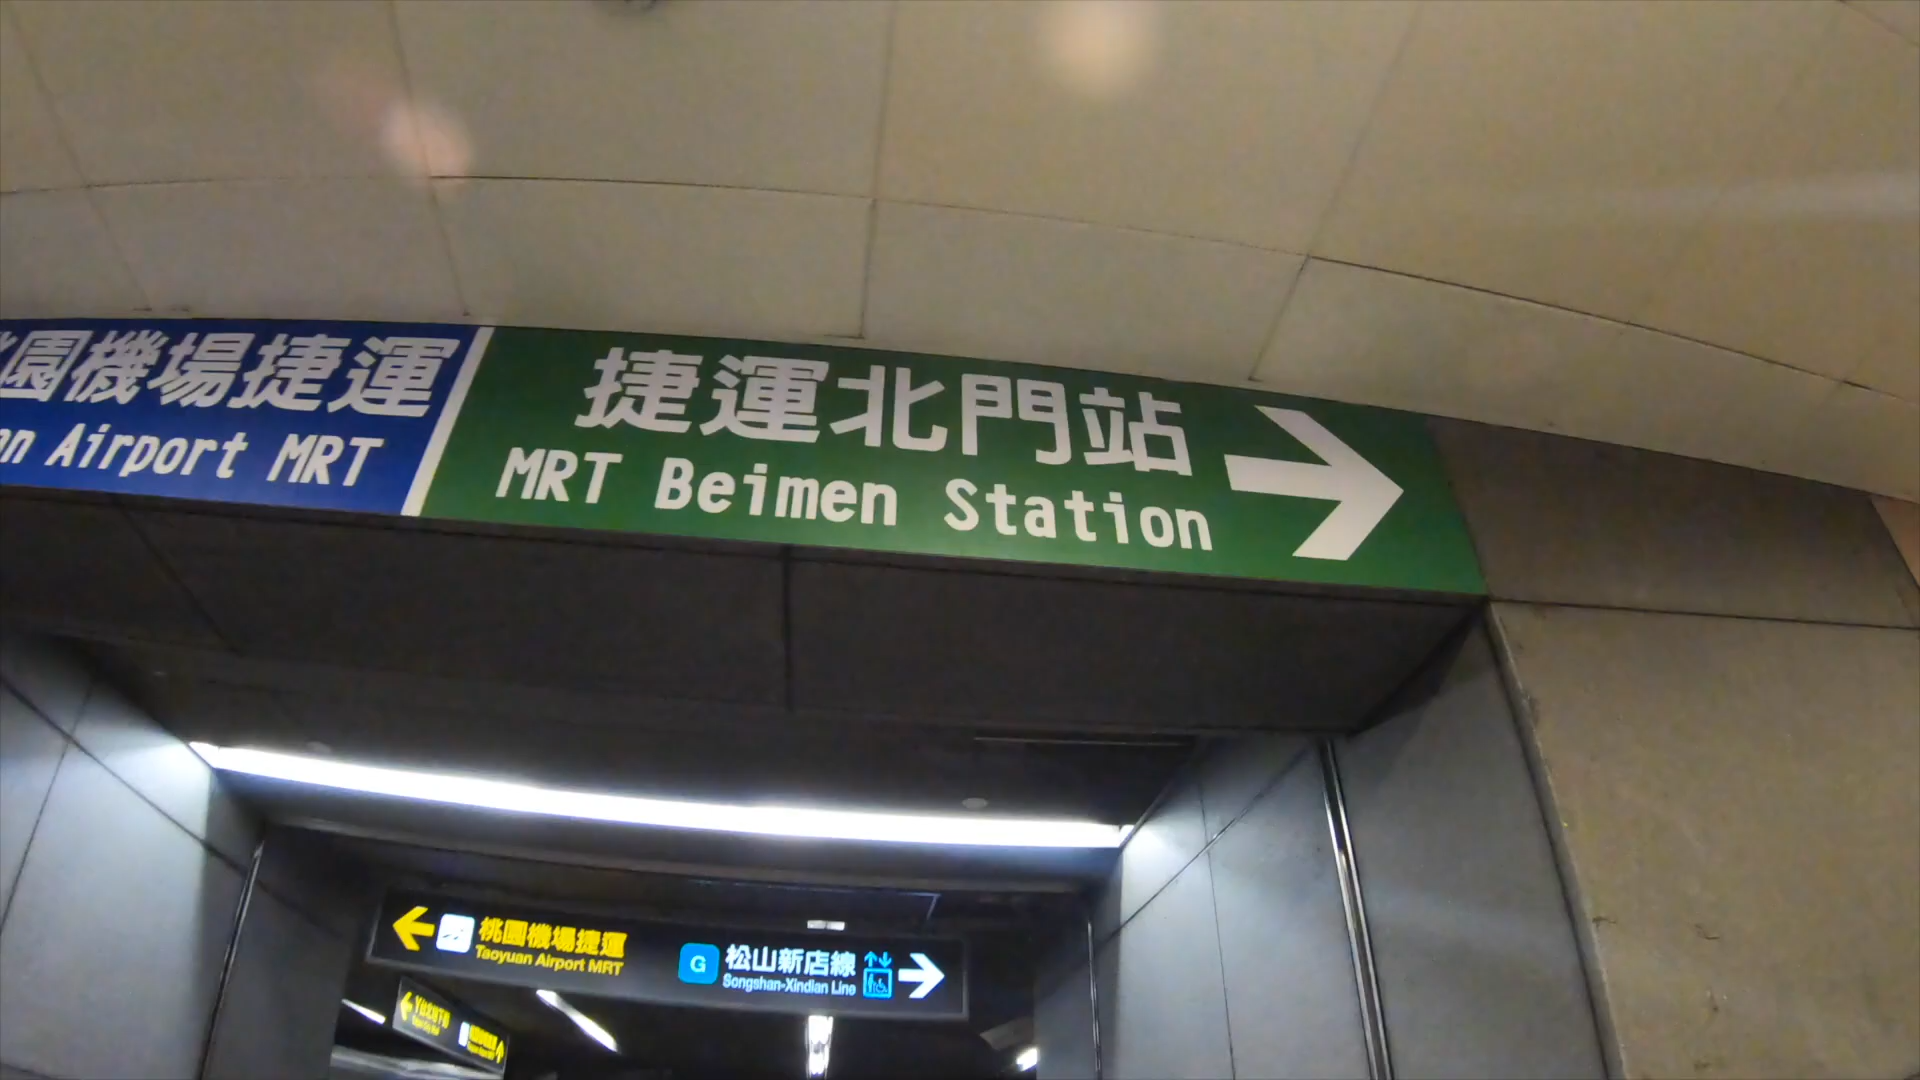 園機場捷運
Airport MRT
捷運北門站
MRT Beimen Station
桃園機場捷運
Taoyuan Airport MRT
G 松山新店線
Songshan-Xindian Line